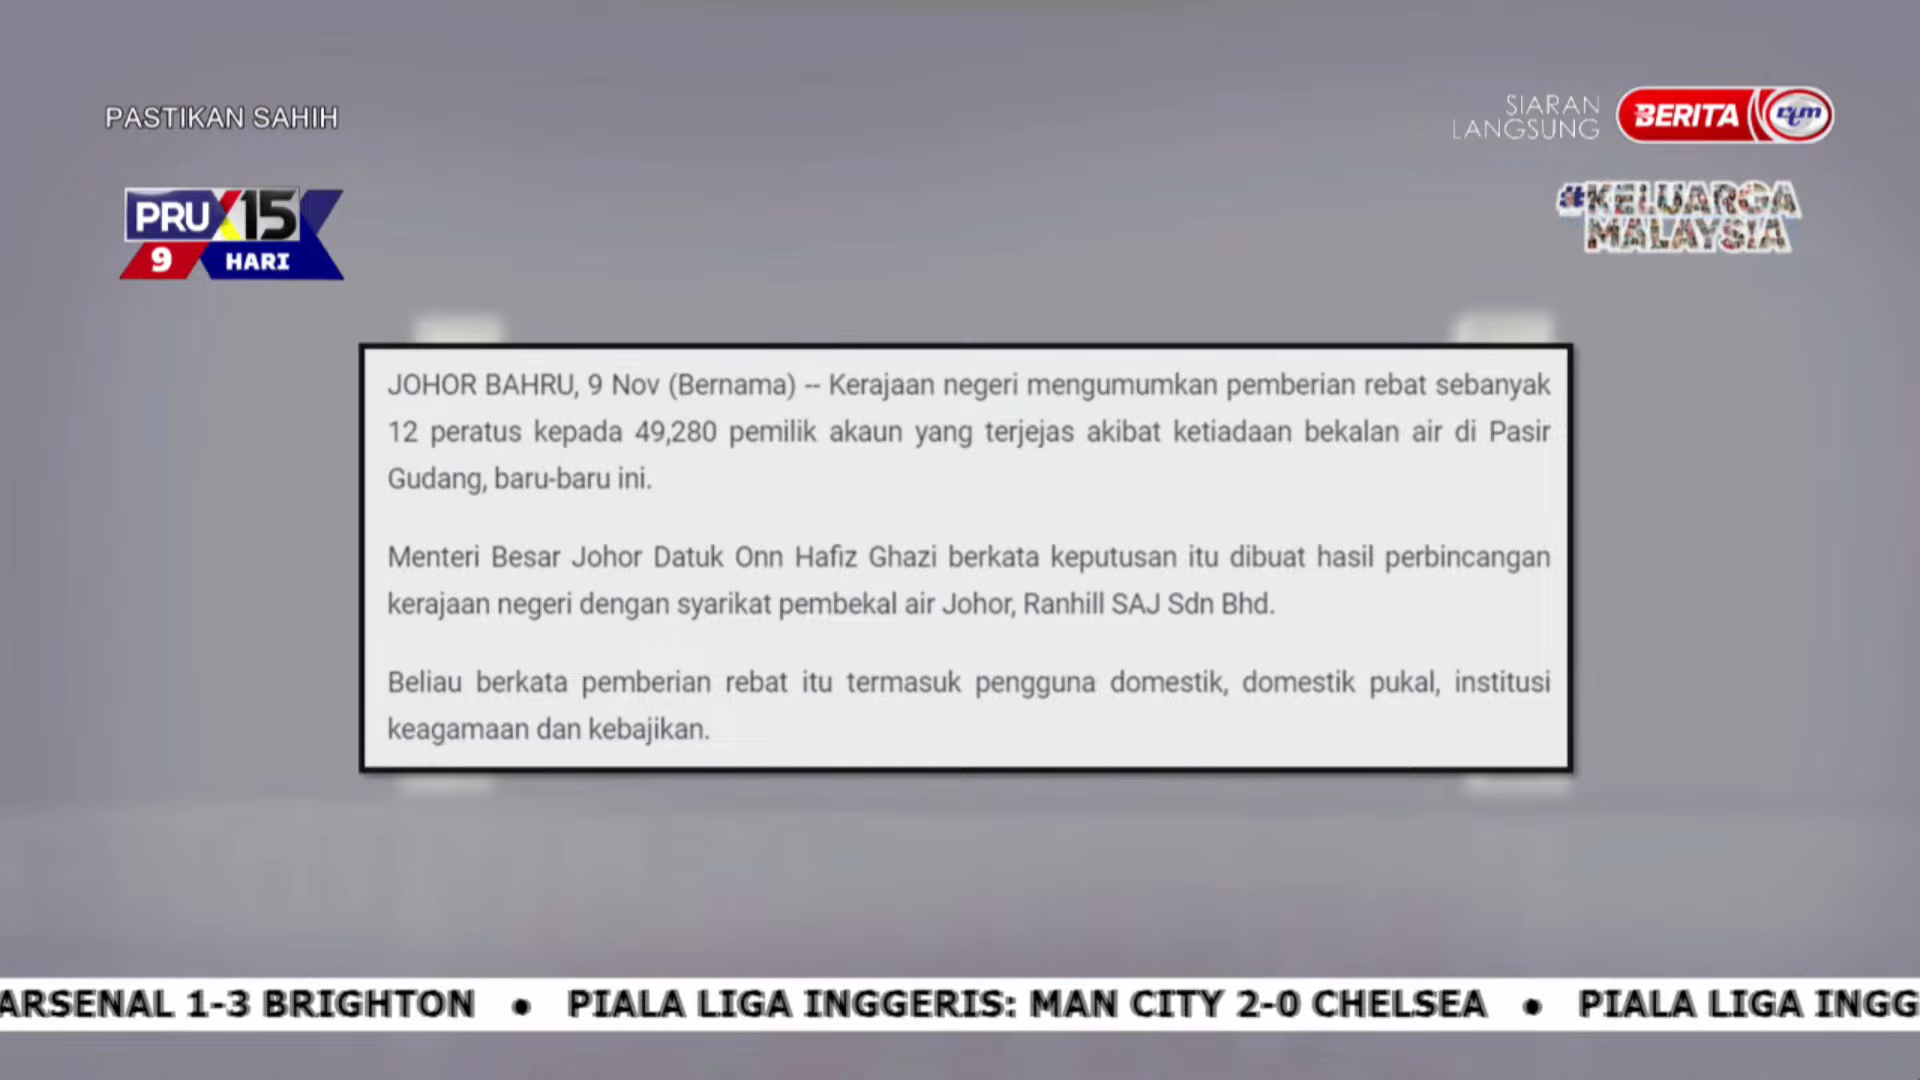 PASTIKAN SAHIH
SIARAN
LANGSUNG
BERITA rtm
PRU 15
9 HARI
#KELUARGA
MALAYSIA
JOHOR BAHRU, 9 Nov (Bernama) -- Kerajaan negeri mengumumkan pemberian rebat sebanyak
12 peratus kepada 49,280 pemilik akaun yang terjejas akibat ketiadaan bekalan air di Pasir
Gudang, baru-baru ini.
Menteri Besar Johor Datuk Onn Hafiz Ghazi berkata keputusan itu dibuat hasil perbincangan
kerajaan negeri dengan syarikat pembekal air Johor, Ranhill SAJ Sdn Bhd.
Beliau berkata pemberian rebat itu termasuk pengguna domestik, domestik pukal, institusi
keagamaan dan kebajikan.
ARSENAL 1-3 BRIGHTON • PIALA LIGA INGGERIS: MAN CITY 2-0 CHELSEA • PIALA LIGA INGG